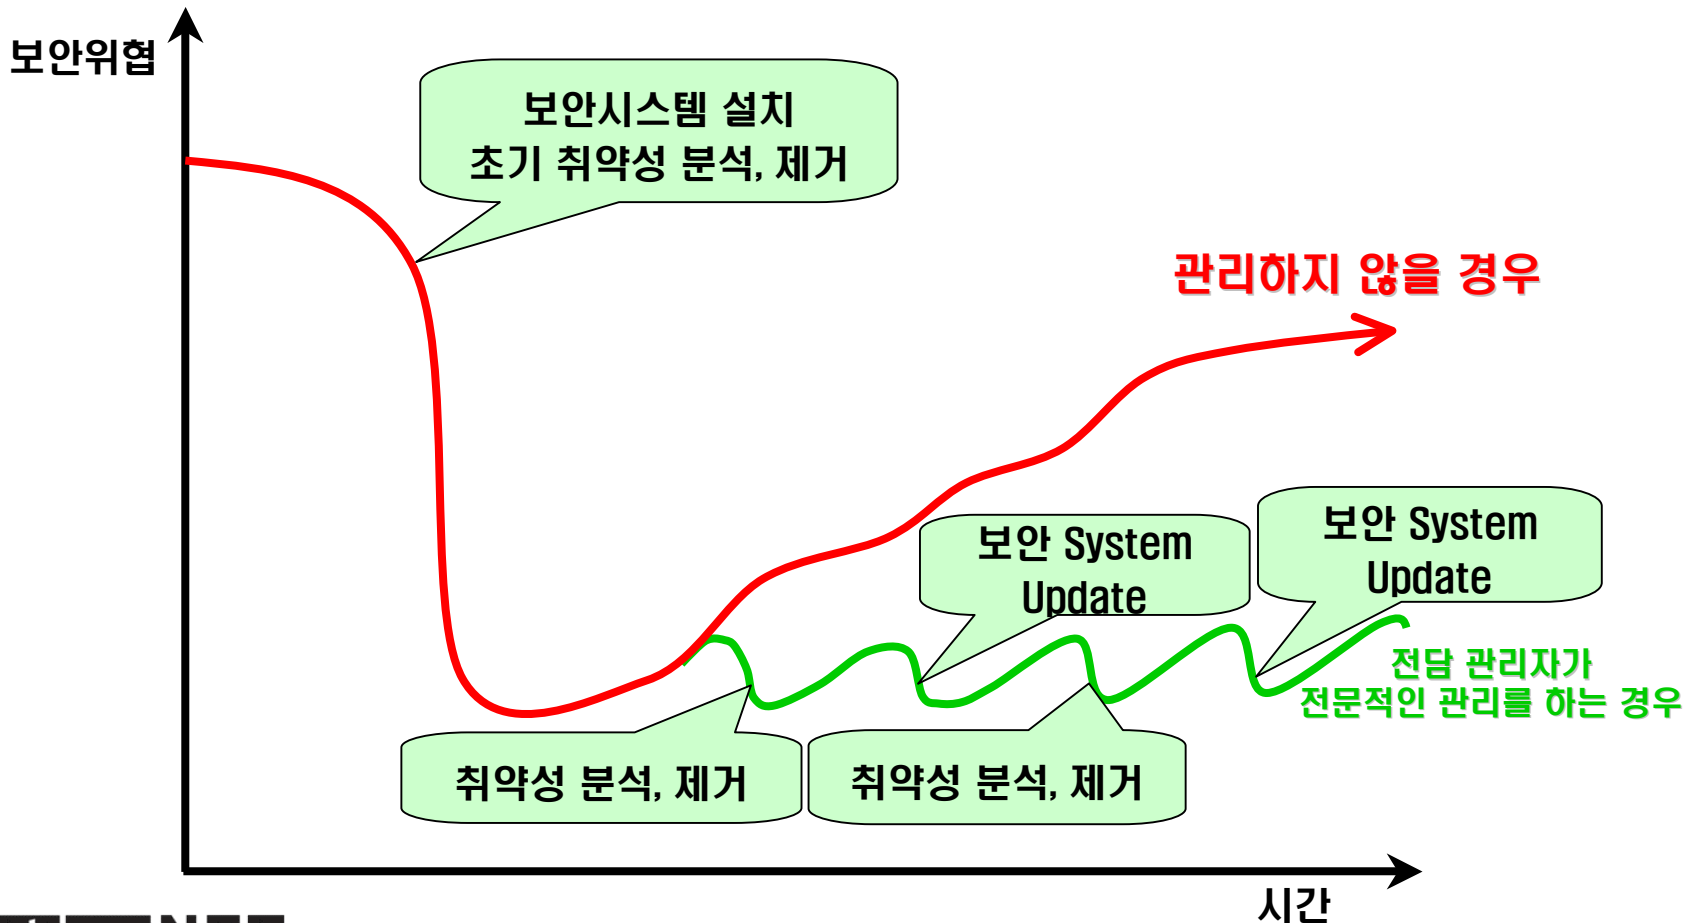 보안위협
보안시스템 설치
초기 취약성 분석, 제거
관리하지 않을 경우
보안 System
Update
보안 System
Update
전담 관리자가
전문적인 관리를 하는 경우
취약성 분석, 제거
취약성 분석, 제거
시간